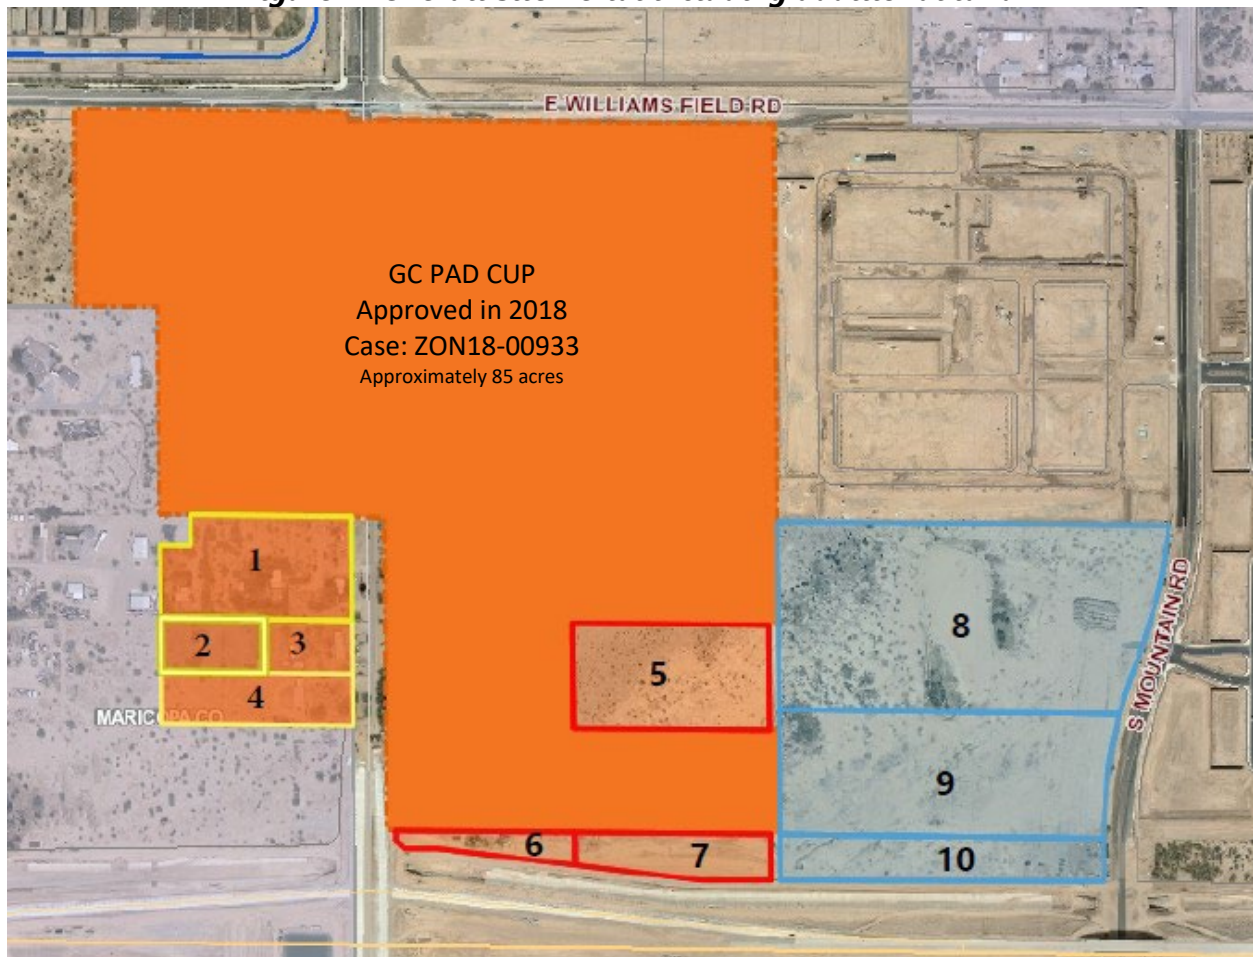 E WILLIAMS FIELD RD
GC PAD CUP
Approved in 2018
Case: ZON18-00933
Approximately 85 acres
1
2
3
4
MARICOPA CO
5
6
7
8
9
10
S MOUNTAIN RD